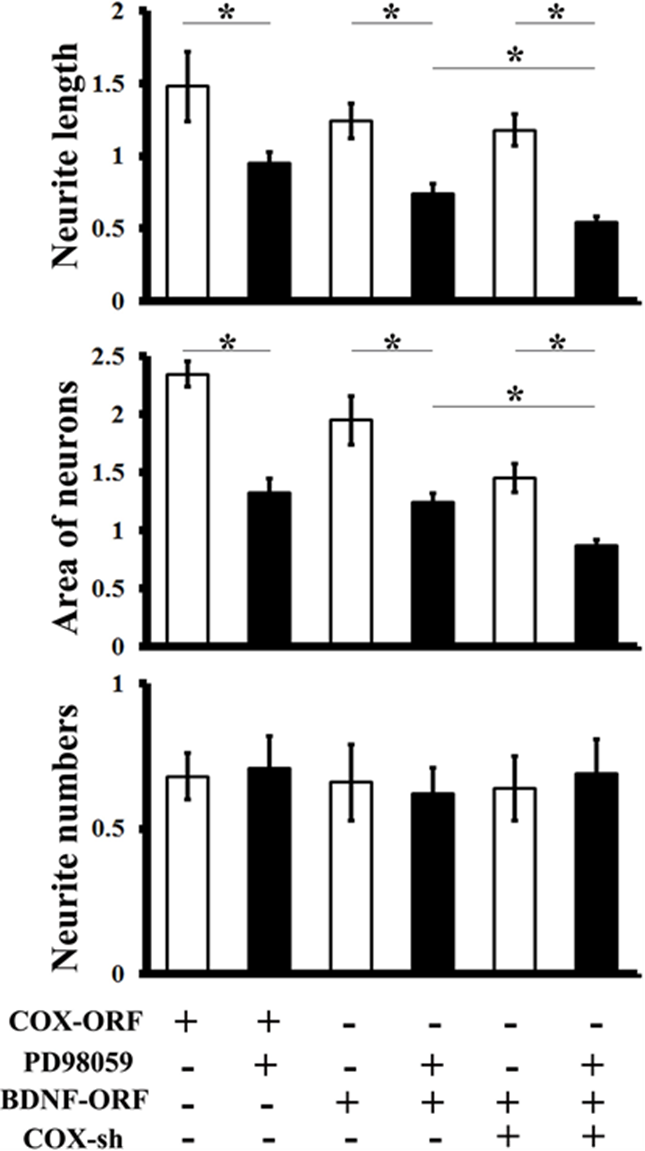 Neurite length
2
1.5
1
0.5
0
* * *
*
Area of neurons
2.5
2
1.5
1
0.5
0
* * *
*
Neurite numbers
1
0.5
0
COX-ORF + + - - - -
PD98059 - + - + - +
BDNF-ORF - - + + + +
COX-sh - - - - + +